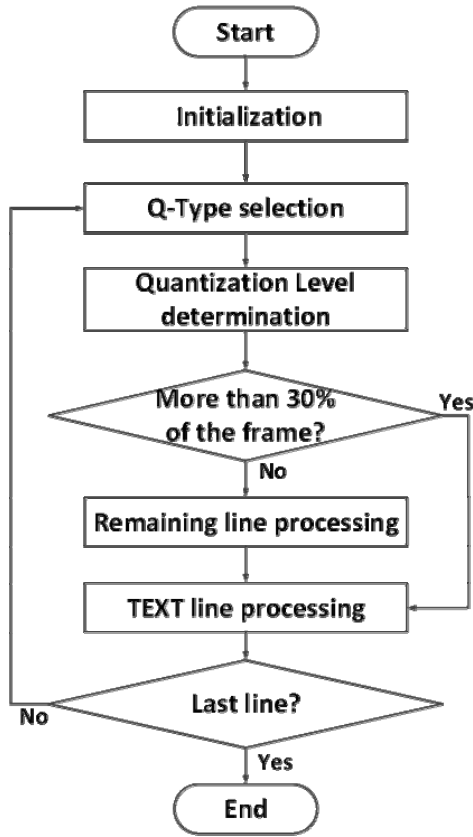 Start
Initialization
Q-Type selection
Quantization Level
determination
More than 30%
of the frame?
Yes
No
Remaining line processing
TEXT line processing
Last line?
No
Yes
End